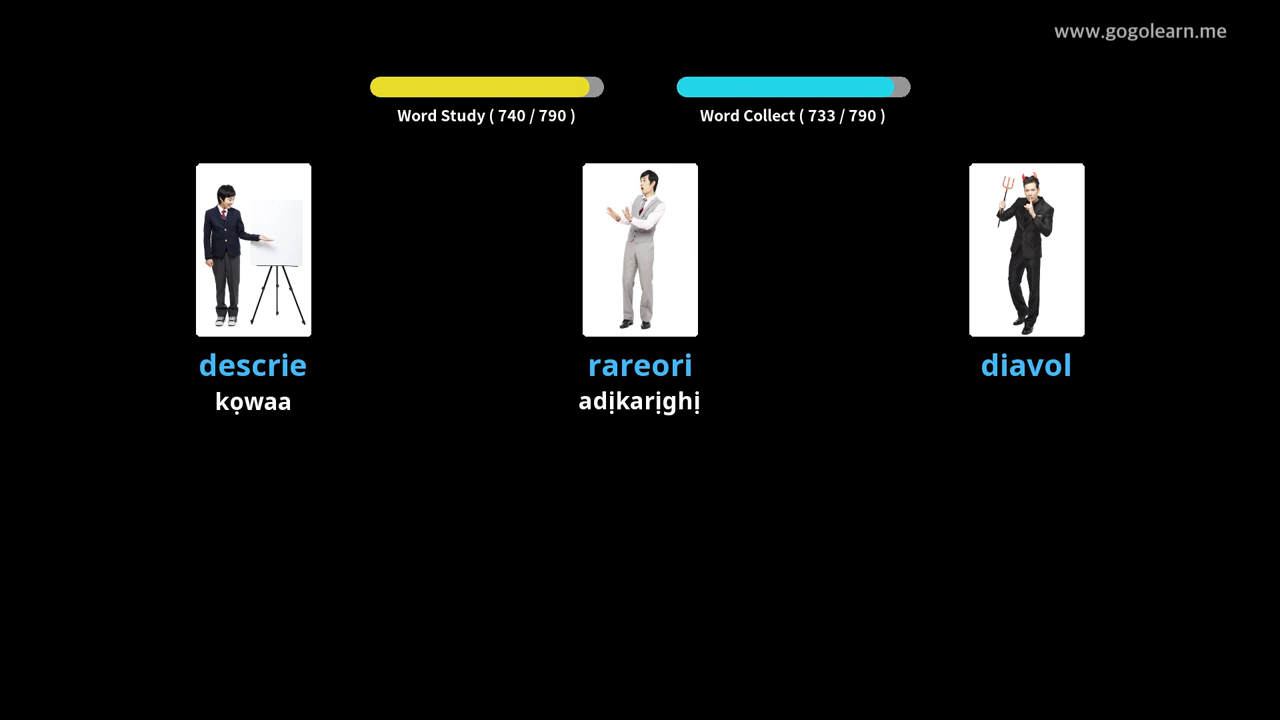 www.gogolearn.me
Word Study ( 740 / 790 )
Word Collect ( 733 / 790 )
descrie
rareori
diavol
kọwaa
adịkarịghị